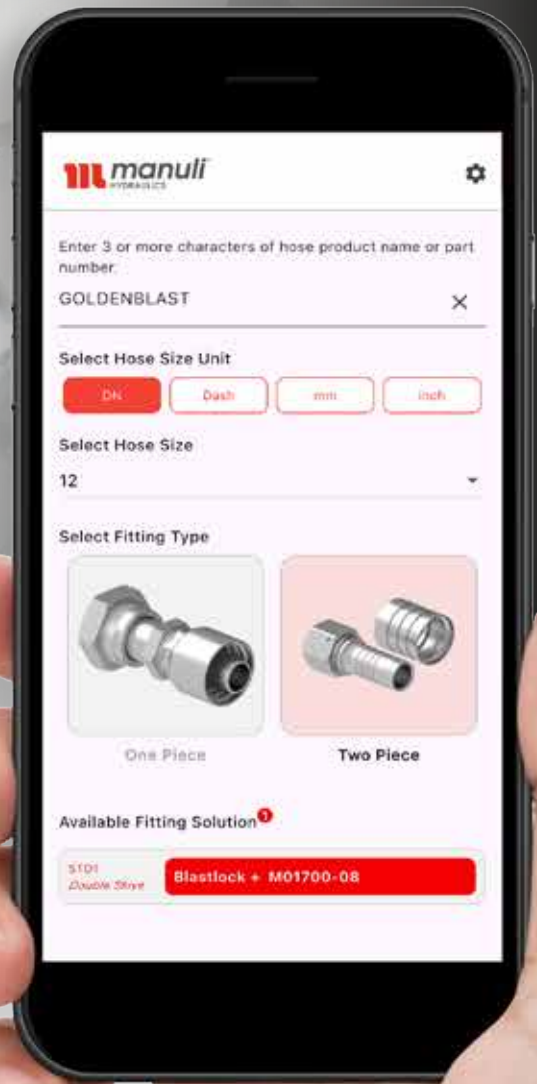 manuli
HYDRAULICS
Enter 3 or more characters of hose product name or part
number.
GOLDENBLAST
Select Hose Size Unit
DN
Dash
mm
inch
Select Hose Size
12
Select Fitting Type
One Piece
Two Piece
Available Fitting Solution 1
STD1
Double Skive
Blastlock + M01700-08